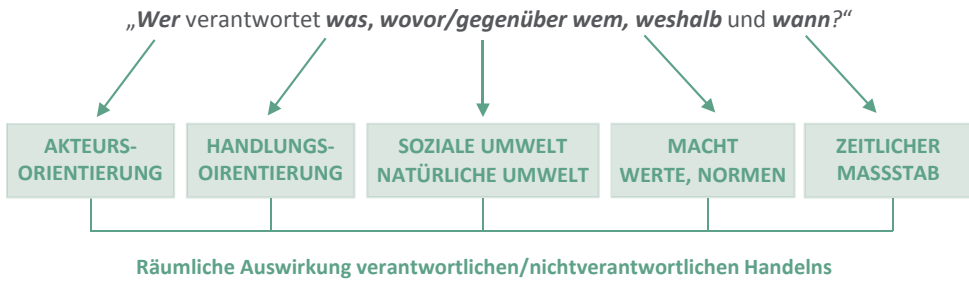 „Wer verantwortet was, wovor/gegenüber wem, weshalb und wann?“
AKTEURS-
ORIENTIERUNG
HANDLUNGS-
OIRENTIERUNG
SOZIALE UMWELT
NATÜRLICHE UMWELT
MACHT
WERTE, NORMEN
ZEITLICHER
MASSSTAB
Räumliche Auswirkung verantwortlichen/nichtverantwortlichen Handelns